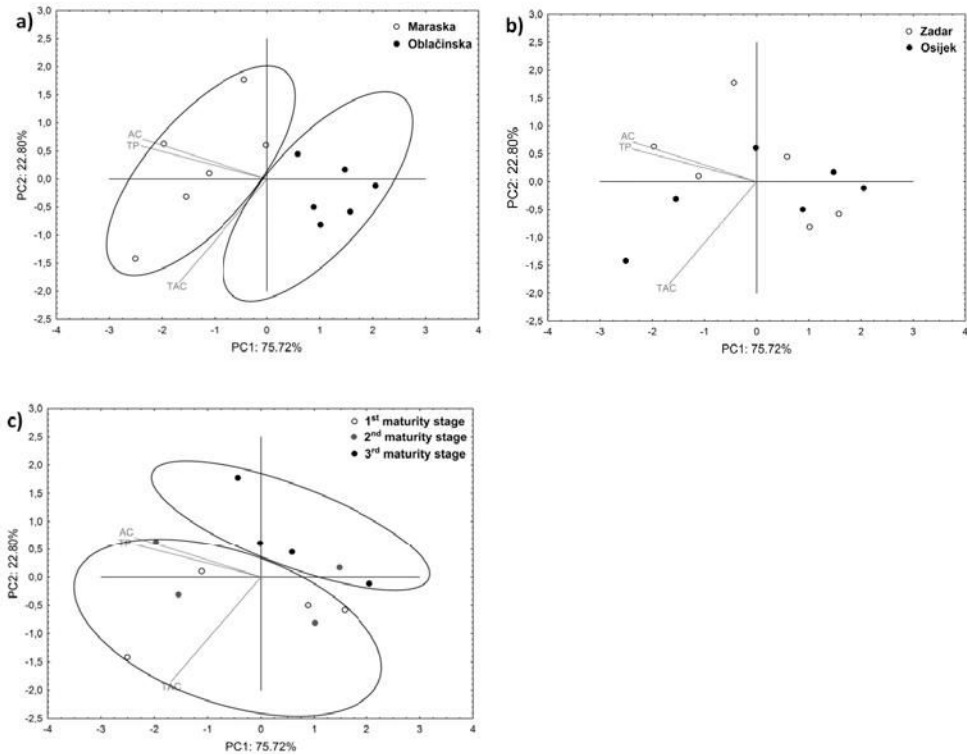 a)
3,0
2,5
2,0
1,5
1,0
0,5
0,0
-0,5
-1,0
-1,5
-2,0
-2,5
PC2: 22.80%
Maraska
Oblačinska
AC
TP
TAC
-4 -3 -2 -1 0 1 2 3 4
PC1: 75.72%
b)
3,0
2,5
2,0
1,5
1,0
0,5
0,0
-0,5
-1,0
-1,5
-2,0
-2,5
PC2: 22.80%
Zadar
Osijek
AC
TP
TAC
-4 -3 -2 -1 0 1 2 3 4
PC1: 75.72%
c)
3,0
2,5
2,0
1,5
1,0
0,5
0,0
-0,5
-1,0
-1,5
-2,0
-2,5
PC2: 22.80%
1st maturity stage
2nd maturity stage
3rd maturity stage
AC
TP
TAC
-4 -3 -2 -1 0 1 2 3 4
PC1: 75.72%